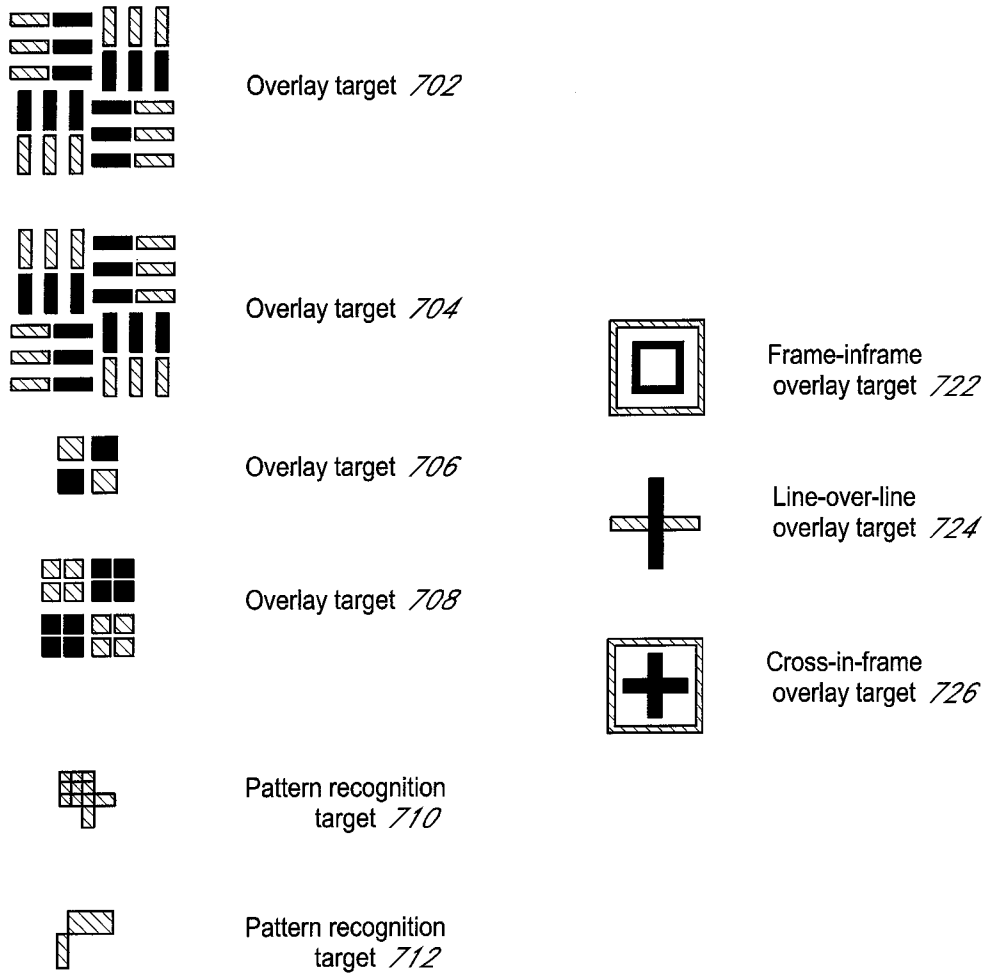 Overlay target 702
Overlay target 704
Overlay target 706
Overlay target 708
Pattern recognition
target 710
Pattern recognition
target 712
Frame-inframe
overlay target 722
Line-over-line
overlay target 724
Cross-in-frame
overlay target 726